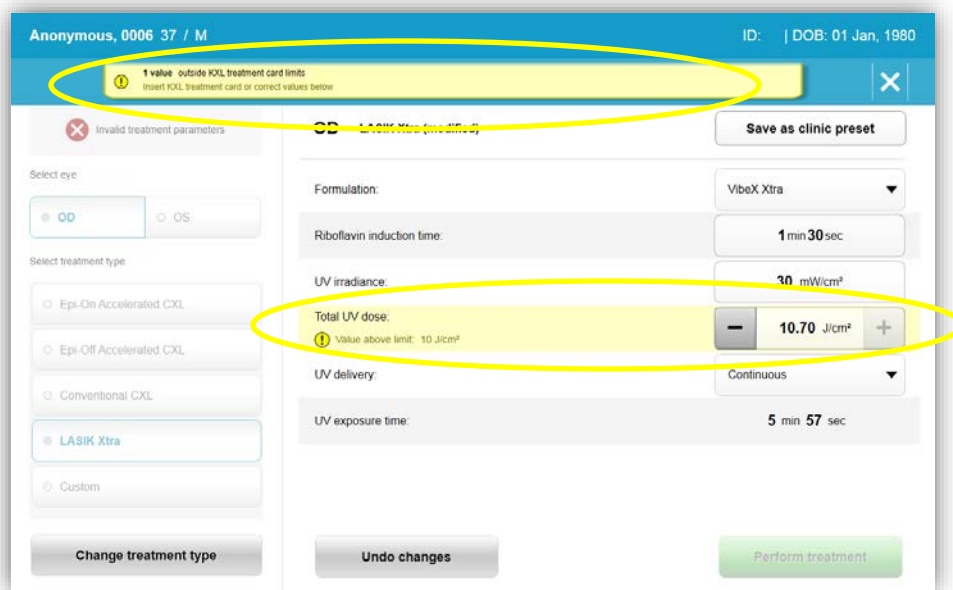 Anonymous, 0006 37 / M ID: | DOB: 01 Jan, 1980
1 value outside KXL treatment card limits
Insert KXL treatment card or correct values below
Invalid treatment parameters
OD LASIK Xtra (modified)
Save as clinic preset
Select eye
OD
OS
Select treatment type
Epi-On Accelerated CXL
Epi-Off Accelerated CXL
Conventional CXL
LASIK Xtra
Custom
Change treatment type
Formulation: VibeX Xtra
Riboflavin induction time: 1 min 30 sec
UV irradiance: 30 mW/cm²
Total UV dose: 10.70 J/cm²
Value above limit: 10 J/cm²
UV delivery: Continuous
UV exposure time: 5 min 57 sec
Undo changes
Perform treatment